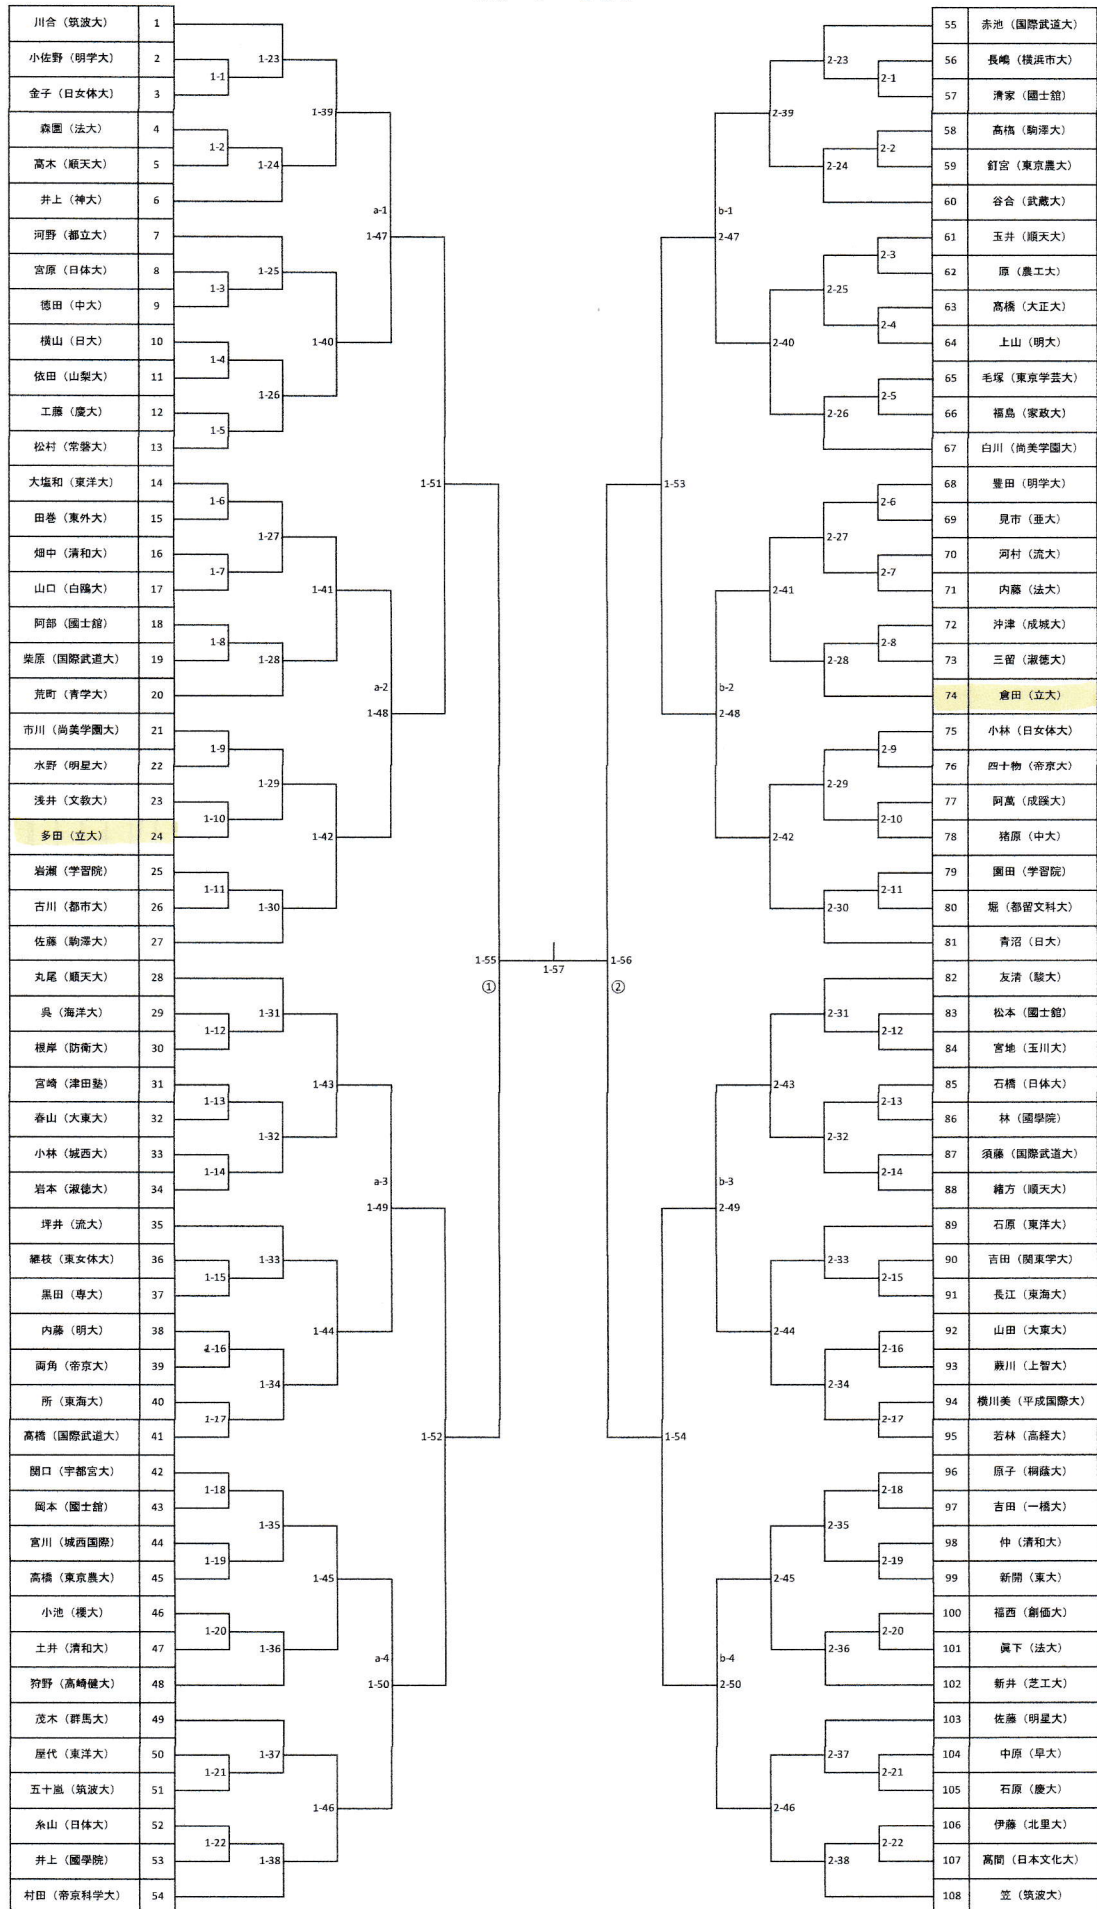 川合（筑波大） 1
小佐野（明学大） 2
金子（日女体大） 3
森園（法大） 4
高木（順天大） 5
井上（神大） 6
河野（都立大） 7
宮原（日体大） 8
徳田（中大） 9
横山（日大） 10
依田（山梨大） 11
工藤（慶大） 12
松村（常磐大） 13
大塩和（東洋大） 14
田巻（東外大） 15
畑中（清和大） 16
山口（白鴎大） 17
阿部（國士舘） 18
柴原（国際武道大） 19
荒町（青学大） 20
市川（尚美学園大） 21
水野（明星大） 22
浅井（文教大） 23
多田（立大） 24
岩瀬（学習院） 25
古川（都市大） 26
佐藤（駒澤大） 27
丸尾（順天大） 28
呉（海洋大） 29
根岸（防衛大） 30
宮崎（津田塾） 31
春山（大東大） 32
小林（城西大） 33
岩本（淑徳大） 34
坪井（流大） 35
継枝（東女体大） 36
黒田（専大） 37
内藤（明大） 38
両角（帝京大） 39
所（東海大） 40
高橋（国際武道大） 41
関口（宇都宮大） 42
岡本（國士舘） 43
宮川（城西国際） 44
高橋（東京農大） 45
小池（櫻大） 46
土井（清和大） 47
狩野（高崎健大） 48
茂木（群馬大） 49
屋代（東洋大） 50
五十嵐（筑波大） 51
糸山（日体大） 52
井上（國學院） 53
村田（帝京科学大） 54
1-1
1-2
1-3
1-4
1-5
1-6
1-7
1-8
1-9
1-10
1-11
1-12
1-13
1-14
1-15
1-16
1-17
1-18
1-19
1-20
1-21
1-22
1-23
1-24
1-25
1-26
1-27
1-28
1-29
1-30
1-31
1-32
1-33
1-34
1-35
1-36
1-37
1-38
1-39
1-40
1-41
1-42
1-43
1-44
1-45
1-46
a-1
1-47
a-2
1-48
a-3
1-49
a-4
1-50
1-51
1-52
1-55
①
1-57
1-56
②
1-53
1-54
b-1
2-47
b-2
2-48
b-3
2-49
b-4
2-50
2-39
2-40
2-41
2-42
2-43
2-44
2-45
2-46
2-23
2-24
2-25
2-26
2-27
2-28
2-29
2-30
2-31
2-32
2-33
2-34
2-35
2-36
2-37
2-38
2-1
2-2
2-3
2-4
2-5
2-6
2-7
2-8
2-9
2-10
2-11
2-12
2-13
2-14
2-15
2-16
2-17
2-18
2-19
2-20
2-21
2-22
55 赤池（国際武道大）
56 長嶋（横浜市大）
57 清家（國士舘）
58 髙橋（駒澤大）
59 釘宮（東京農大）
60 谷合（武蔵大）
61 玉井（順天大）
62 原（農工大）
63 髙橋（大正大）
64 上山（明大）
65 毛塚（東京学芸大）
66 福島（家政大）
67 白川（尚美学園大）
68 豊田（明学大）
69 見市（亜大）
70 河村（流大）
71 内藤（法大）
72 沖津（成城大）
73 三留（淑徳大）
74 倉田（立大）
75 小林（日女体大）
76 四十物（帝京大）
77 阿萬（成蹊大）
78 猪原（中大）
79 園田（学習院）
80 堀（都留文科大）
81 青沼（日大）
82 友清（駿大）
83 松本（國士舘）
84 宮地（玉川大）
85 石橋（日体大）
86 林（國學院）
87 須藤（国際武道大）
88 緒方（順天大）
89 石原（東洋大）
90 吉田（関東学大）
91 長江（東海大）
92 山田（大東大）
93 蕨川（上智大）
94 横川美（平成国際大）
95 若林（高経大）
96 原子（桐蔭大）
97 吉田（一橋大）
98 仲（清和大）
99 新開（東大）
100 福西（創価大）
101 眞下（法大）
102 新井（芝工大）
103 佐藤（明星大）
104 中原（早大）
105 石原（慶大）
106 伊藤（北里大）
107 高間（日本文化大）
108 笠（筑波大）